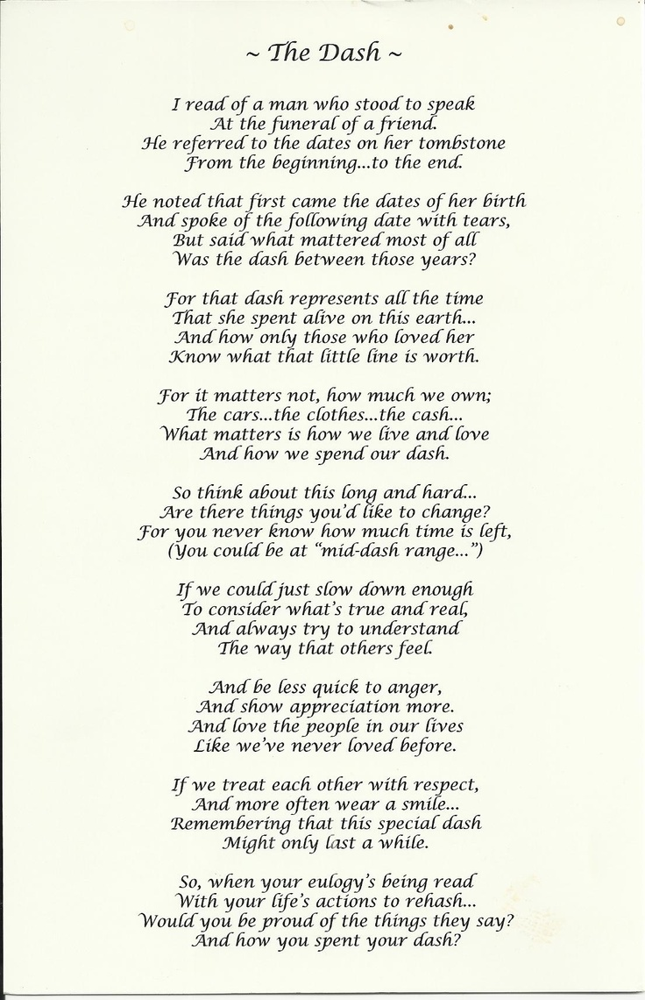 ~ The Dash ~
I read of a man who stood to speak
At the funeral of a friend.
He referred to the dates on her tombstone
From the beginning...to the end.
He noted that first came the dates of her birth
And spoke of the following date with tears,
But said what mattered most of all
Was the dash between those years?
For that dash represents all the time
That she spent alive on this earth...
And how only those who loved her
Know what that little line is worth.
For it matters not, how much we own;
The cars...the clothes...the cash...
What matters is how we live and love
And how we spend our dash.
So think about this long and hard...
Are there things you'd like to change?
For you never know how much time is left,
(You could be at “mid-dash range...”)
If we could just slow down enough
To consider what's true and real,
And always try to understand
The way that others feel.
And be less quick to anger,
And show appreciation more.
And love the people in our lives
Like we've never loved before.
If we treat each other with respect,
And more often wear a smile...
Remembering that this special dash
Might only last a while.
So, when your eulogy's being read
With your life's actions to rehash...
Would you be proud of the things they say?
And how you spent your dash?